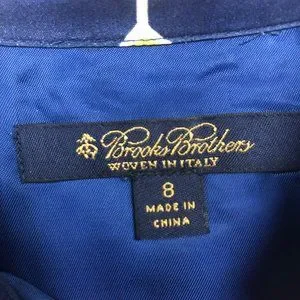 Brooks Brothers
WOVEN IN ITALY
8
MADE IN
CHINA